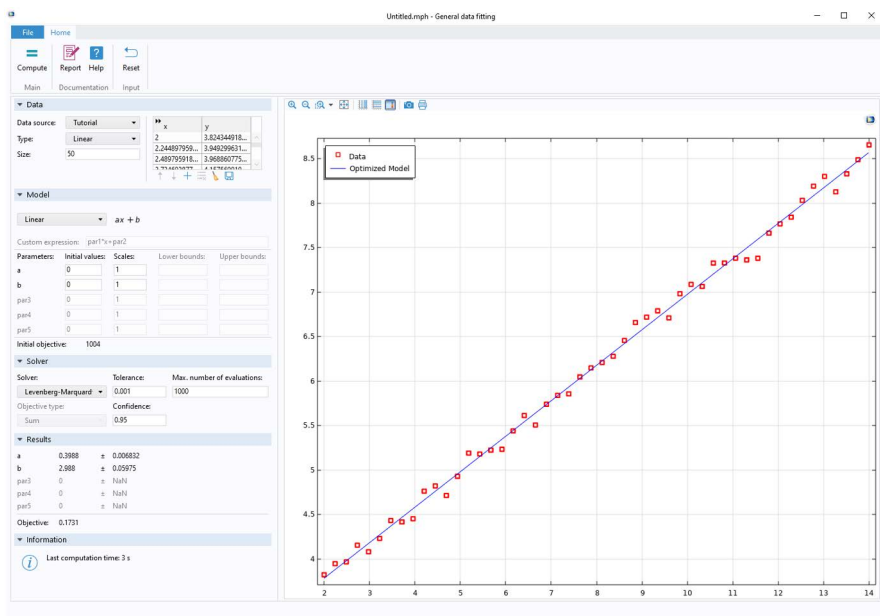 Untitled.mph - General data fitting
File Home
Compute Report Help Reset
Main Documentation Input
Data
Data source: Tutorial
Type: Linear
Size: 50
x y
2 3.824344918...
2.244897959... 3.949299631...
2.489795918... 3.968860775...
Model
Linear ax + b
Custom expression: par1*x+par2
Parameters: Initial values: Scales: Lower bounds: Upper bounds:
a 0 1
b 0 1
par3 0 1
par4 0 1
par5 0 1
Initial objective: 1004
Solver
Solver: Tolerance: Max. number of evaluations:
Levenberg-Marquard 0.001 1000
Objective type: Confidence:
Sum 0.95
Results
a 0.3988 ± 0.006832
b 2.988 ± 0.05975
par3 0 ± NaN
par4 0 ± NaN
par5 0 ± NaN
Objective: 0.1731
Information
Last computation time: 3 s
Data
Optimized Model
8.5
8
7.5
7
6.5
6
5.5
5
4.5
4
2 3 4 5 6 7 8 9 10 11 12 13 14